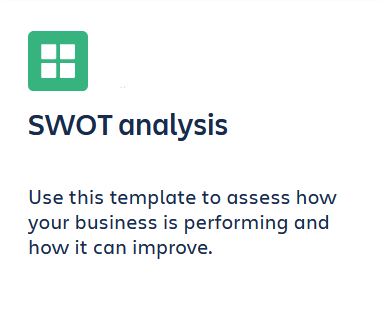 SWOT analysis
Use this template to assess how
your business is performing and
how it can improve.